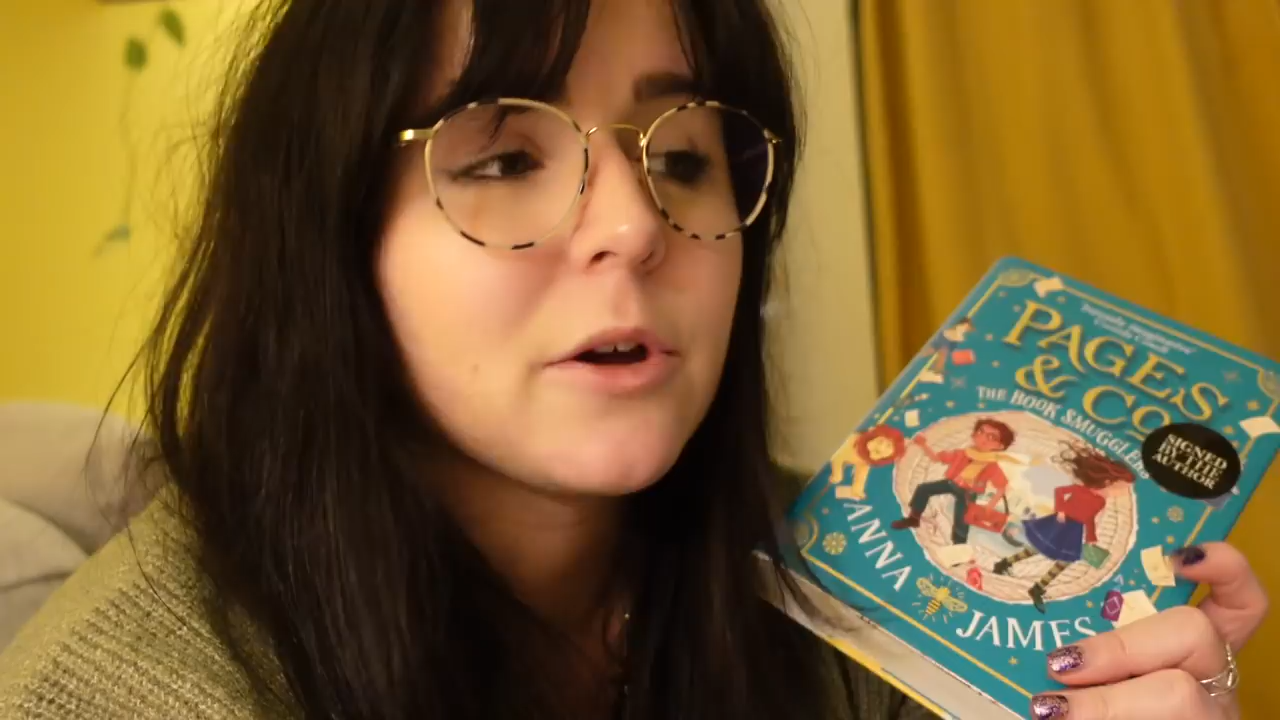 PAGES
& CO
THE BOOK SMUGGLERS
SIGNED
BY THE
AUTHOR
ANNA
JAMES